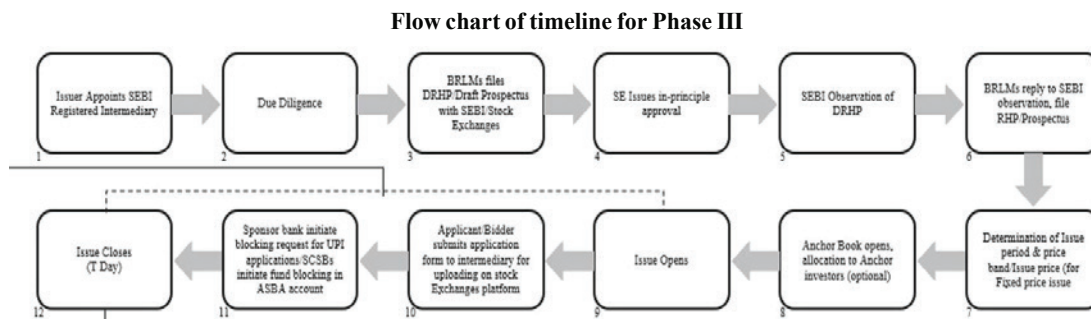 Flow chart of timeline for Phase III
Issuer Appoints SEBI
Registered Intermediary
1
Due Diligence
2
BRLMs files
DRHP/Draft Prospectus
with SEBI/Stock
Exchanges
3
SE Issues in-principle
approval
4
SEBI Observation of
DRHP
5
BRLMs reply to SEBI
observation, file
RHP/Prospectus
6
Determination of Issue
period & price
band/Issue price (for
Fixed price issue
7
Anchor Book opens,
allocation to Anchor
investors (optional)
8
Issue Opens
9
Applicant/Bidder
submits application
form to intermediary for
uploading on stock
Exchanges platform
10
Sponsor bank initiate
blocking request for UPI
applications/SCSBs
initiate fund blocking in
ASBA account
11
Issue Closes
(T Day)
12